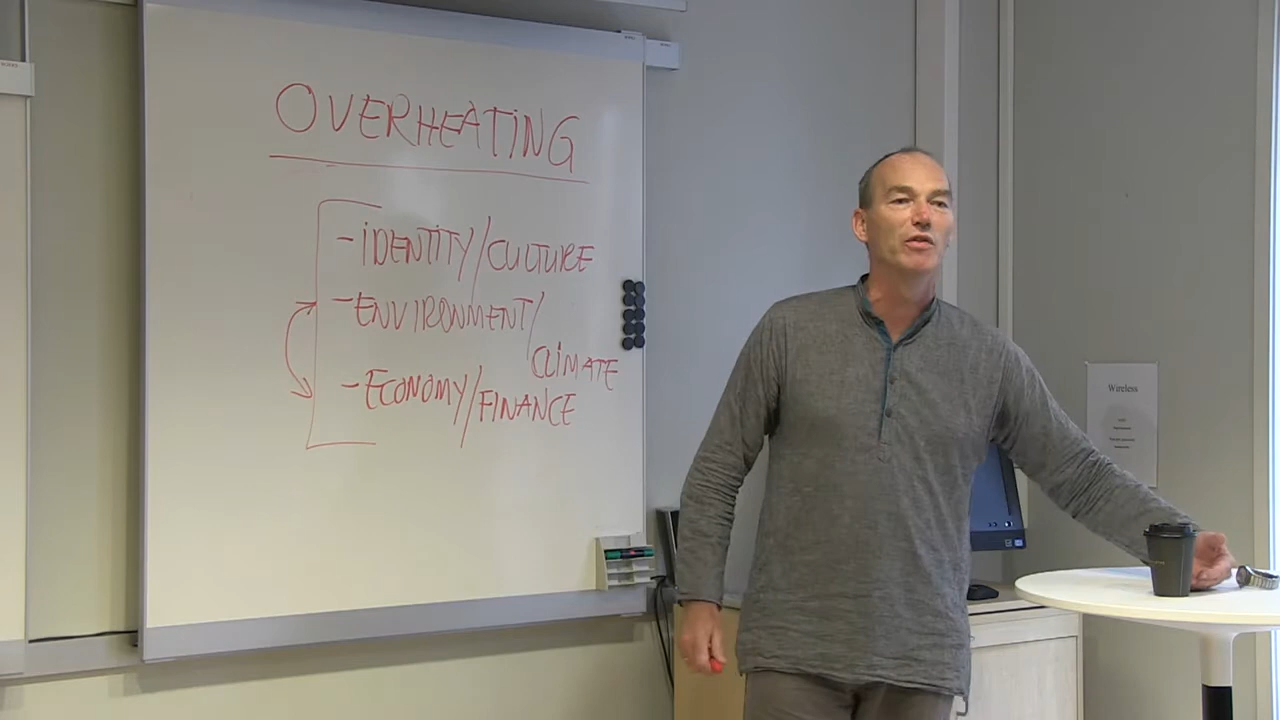 OVERHEATING
- IDENTITY/CULTURE
- ENVIRONMENT/
CLIMATE
- ECONOMY/FINANCE
Wireless